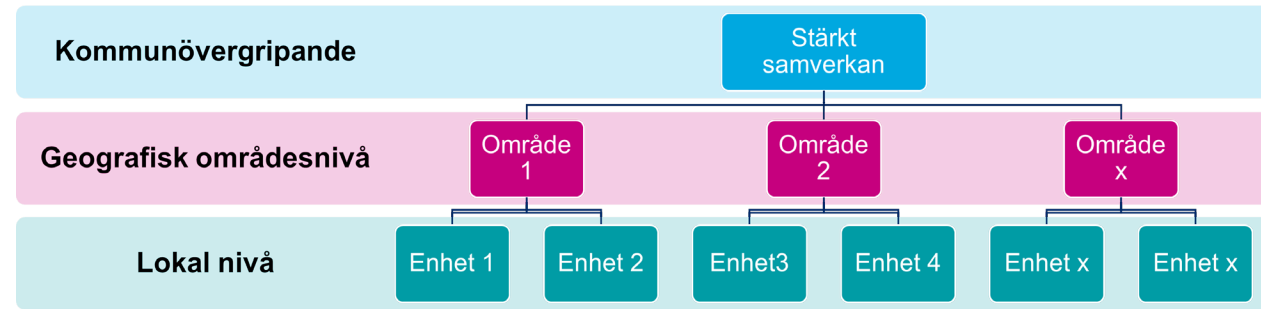 Kommunövergripande
Stärkt
samverkan
Geografisk områdesnivå
Område
1
Område
2
Område
x
Lokal nivå
Enhet 1
Enhet 2
Enhet3
Enhet 4
Enhet x
Enhet x